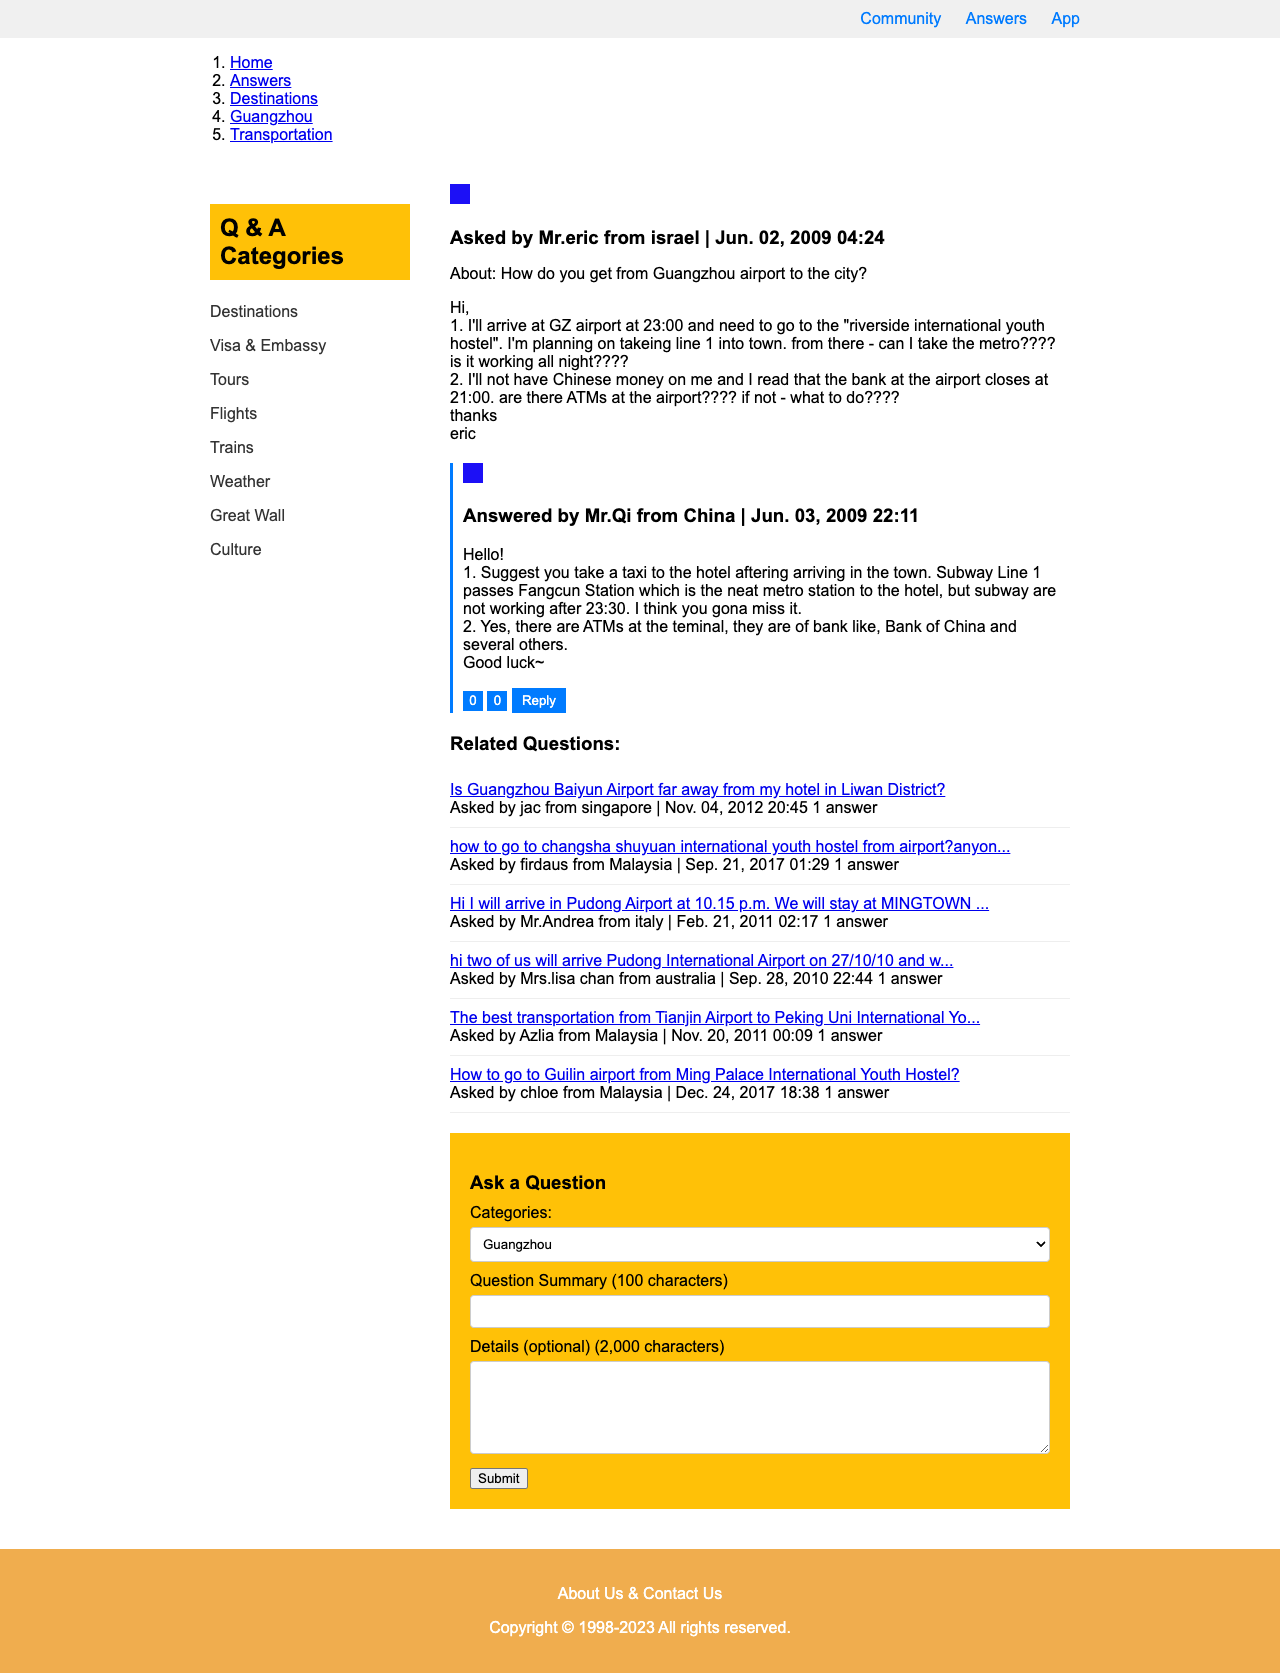 Community Answers App
1. Home
2. Answers
3. Destinations
4. Guangzhou
5. Transportation
Q & A
Categories
Destinations
Visa & Embassy
Tours
Flights
Trains
Weather
Great Wall
Culture
Asked by Mr.eric from israel | Jun. 02, 2009 04:24
About: How do you get from Guangzhou airport to the city?
Hi,
1. I'll arrive at GZ airport at 23:00 and need to go to the "riverside international youth
hostel". I'm planning on takeing line 1 into town. from there - can I take the metro????
is it working all night????
2. I'll not have Chinese money on me and I read that the bank at the airport closes at
21:00. are there ATMs at the airport???? if not - what to do????
thanks
eric
Answered by Mr.Qi from China | Jun. 03, 2009 22:11
Hello!
1. Suggest you take a taxi to the hotel aftering arriving in the town. Subway Line 1
passes Fangcun Station which is the neat metro station to the hotel, but subway are
not working after 23:30. I think you gona miss it.
2. Yes, there are ATMs at the teminal, they are of bank like, Bank of China and
several others.
Good luck~
0 0 Reply
Related Questions:
Is Guangzhou Baiyun Airport far away from my hotel in Liwan District?
Asked by jac from singapore | Nov. 04, 2012 20:45 1 answer
how to go to changsha shuyuan international youth hostel from airport?anyon...
Asked by firdaus from Malaysia | Sep. 21, 2017 01:29 1 answer
Hi I will arrive in Pudong Airport at 10.15 p.m. We will stay at MINGTOWN ...
Asked by Mr.Andrea from italy | Feb. 21, 2011 02:17 1 answer
hi two of us will arrive Pudong International Airport on 27/10/10 and w...
Asked by Mrs.lisa chan from australia | Sep. 28, 2010 22:44 1 answer
The best transportation from Tianjin Airport to Peking Uni International Yo...
Asked by Azlia from Malaysia | Nov. 20, 2011 00:09 1 answer
How to go to Guilin airport from Ming Palace International Youth Hostel?
Asked by chloe from Malaysia | Dec. 24, 2017 18:38 1 answer
Ask a Question
Categories:
Guangzhou
Question Summary (100 characters)
Details (optional) (2,000 characters)
Submit
About Us & Contact Us
Copyright © 1998-2023 All rights reserved.